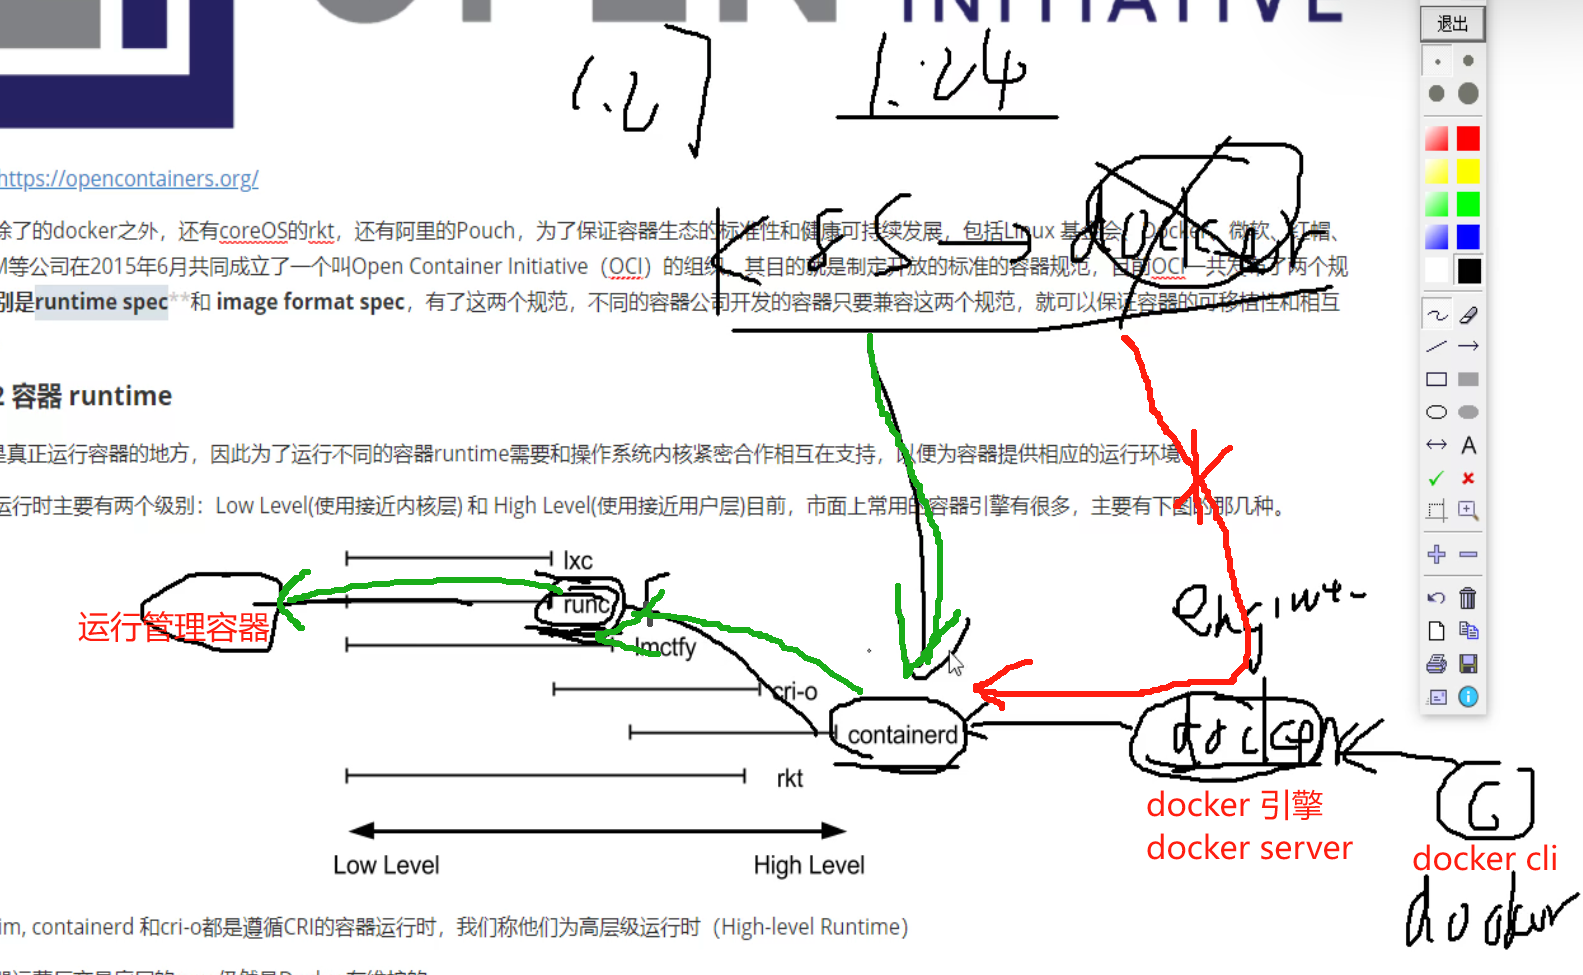 OPEN
INITIATIVE
1.27
1.24
退出
https://opencontainers.org/
K8S docker
除了的docker之外，还有coreOS的rkt，还有阿里的Pouch，为了保证容器生态的标准性和健康可持续发展，包括Linux 基金会、Docker、微软、红帽、
M等公司在2015年6月共同成立了一个叫Open Container Initiative（OCI）的组织，其目的就是制定开放的标准的容器规范，目前OCI一共发布了两个规
别是runtime spec**和 image format spec，有了这两个规范，不同的容器公司开发的容器只要兼容这两个规范，就可以保证容器的可移植性和相互
2 容器 runtime
是真正运行容器的地方，因此为了运行不同的容器runtime需要和操作系统内核紧密合作相互在支持，以便为容器提供相应的运行环境
运行时主要有两个级别：Low Level(使用接近内核层) 和 High Level(使用接近用户层)目前，市面上常用的容器引擎有很多，主要有下图的那几种。
lxc
runc
运行管理容器
lmctfy
cri-o
containerd
docker
rkt
docker 引擎
docker server
C
docker cli
docker
Low Level
High Level
A
im, containerd 和cri-o都是遵循CRI的容器运行时，我们称他们为高层级运行时（High-level Runtime）